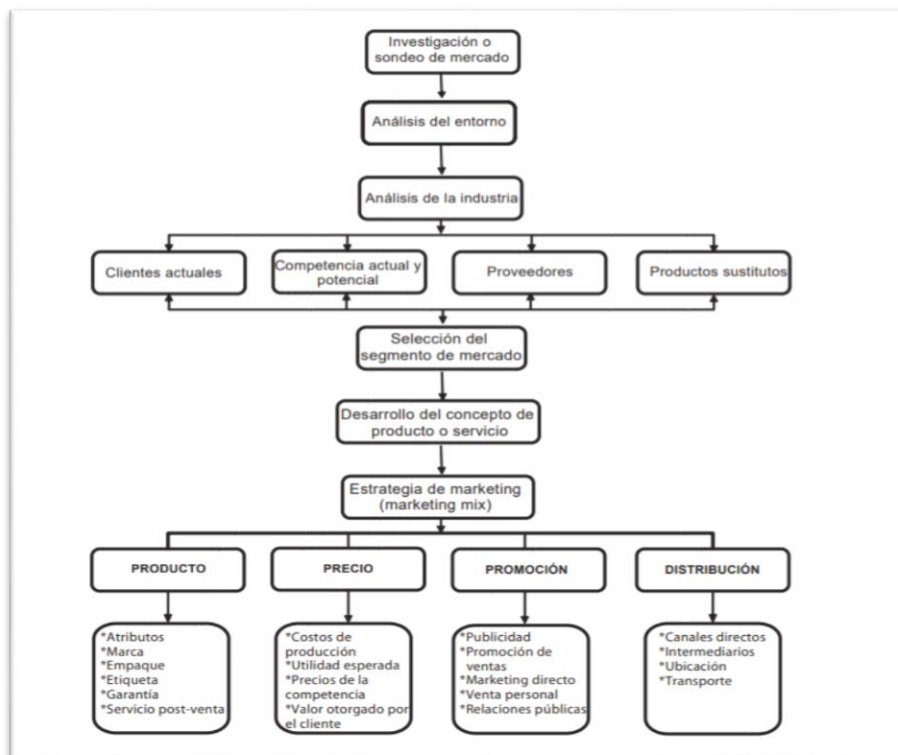 Investigación o
sondeo de mercado
Análisis del entorno
Análisis de la industria
Clientes actuales
Competencia actual y
potencial
Proveedores
Productos sustitutos
Selección del
segmento de mercado
Desarrollo del concepto de
producto o servicio
Estrategia de marketing
(marketing mix)
PRODUCTO
PRECIO
PROMOCIÓN
DISTRIBUCIÓN
*Atributos
*Marca
*Empaque
*Etiqueta
*Garantía
*Servicio post-venta
*Costos de
producción
*Utilidad esperada
*Precios de la
competencia
*Valor otorgado por
el cliente
*Publicidad
*Promoción de
ventas
*Marketing directo
*Venta personal
*Relaciones públicas
*Canales directos
*Intermediarios
*Ubicación
*Transporte